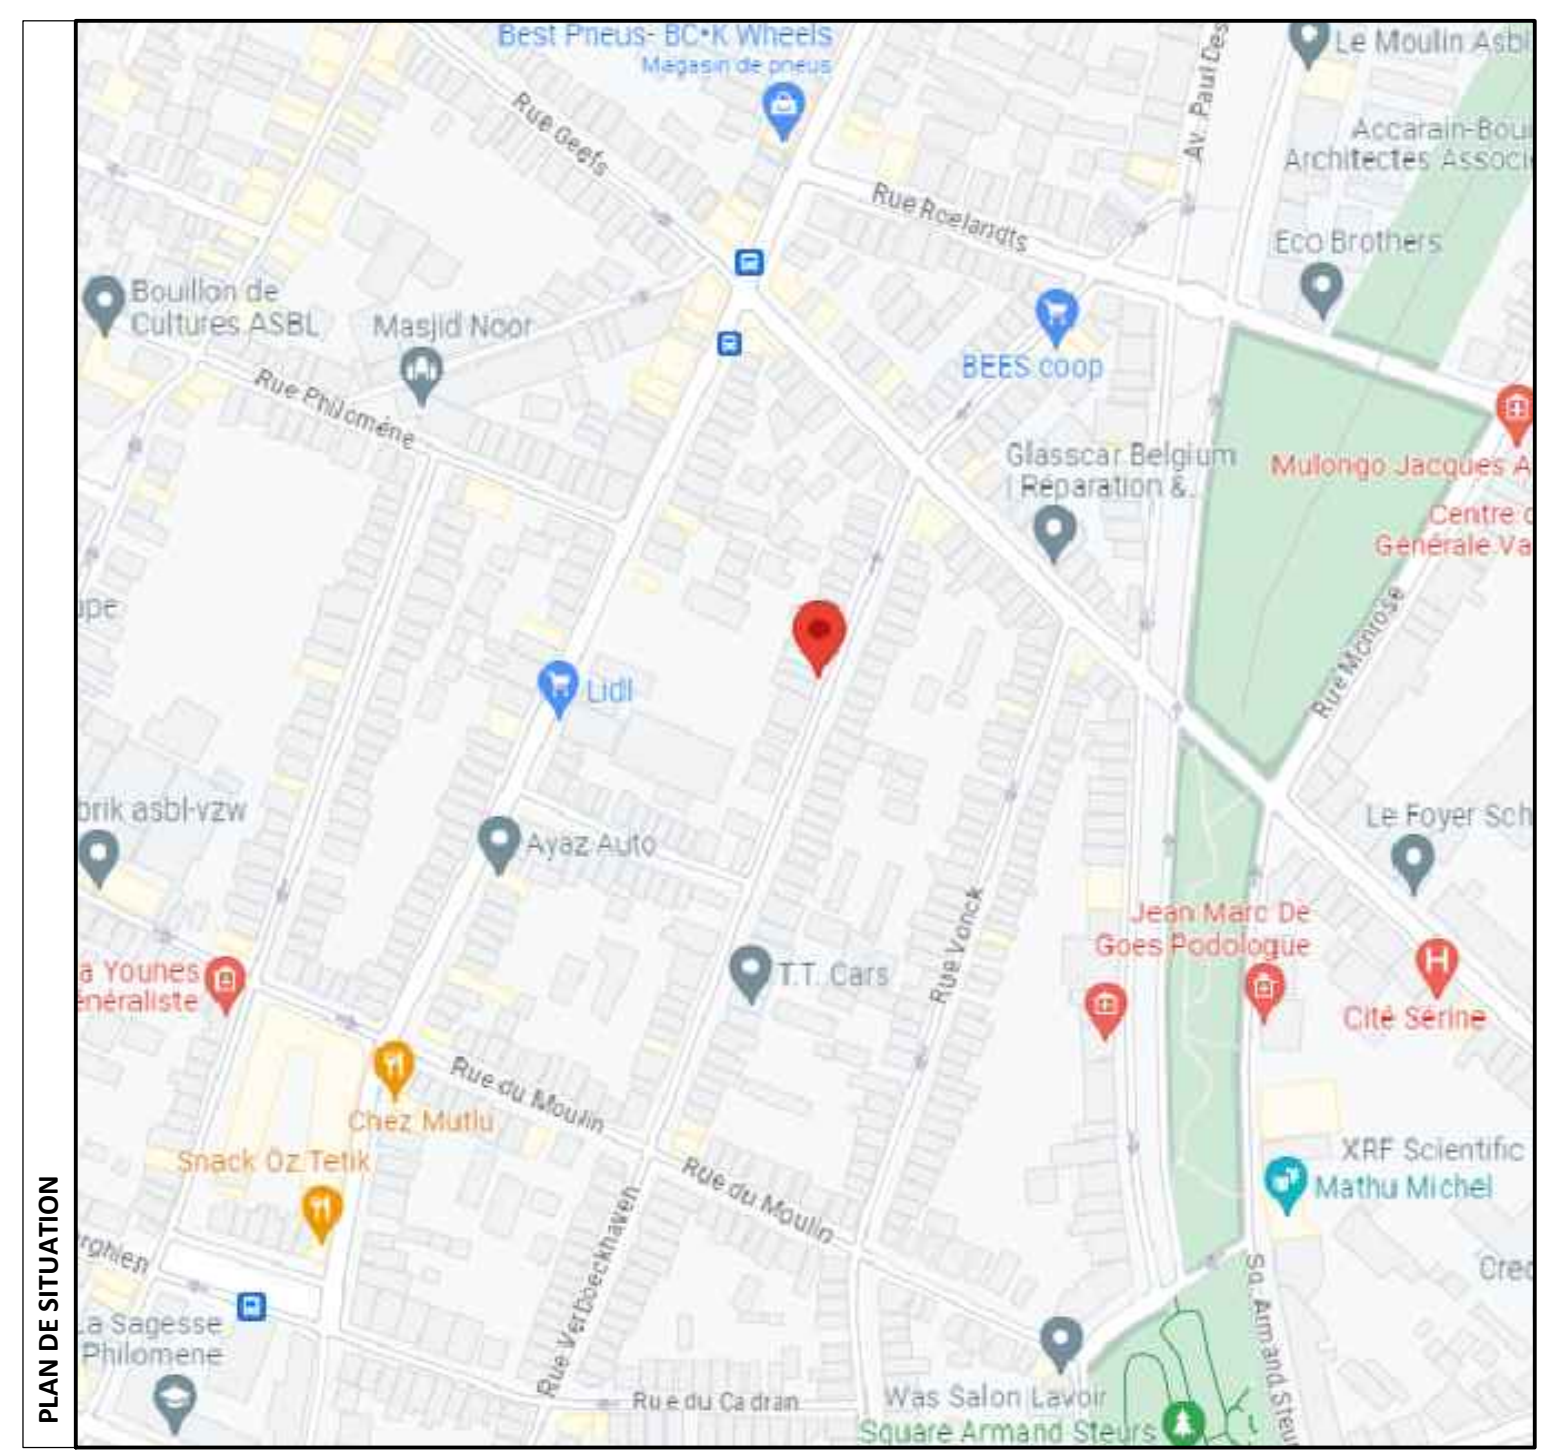 PLAN DE SITUATION
Best Pneus- BC•K Wheels
Magasin de pneus
Le Moulin Asbl
Av. Paul Des
Rue Geefs
Accarain-Bou
Architectes Associ
Rue Roelandts
Eco Brothers
Bouillon de
Cultures ASBL
Masjid Noor
BEES coop
Rue Philomène
Glasscar Belgium
| Réparation &.
Mulongo Jacques A
Centre
Générale Va
upe
Rue Monrose
Lidl
brik asbl-vzw
Ayaz Auto
Le Foyer Sch
Rue Vonck
Jean Marc De
Goes Podologue
a Younes
énéraliste
T.T. Cars
Cité Sérine
Rue du Moulin
Chez Mutlu
Snack Öz Tetik
XRF Scientific
Mathu Michel
Rue du Moulin
Rue Verboeckhaven
rghien
Cred
Sq. Armand Steur
La Sagesse
Philomene
Rue du Cadran
Was Salon Lavoir
Square Armand Steurs